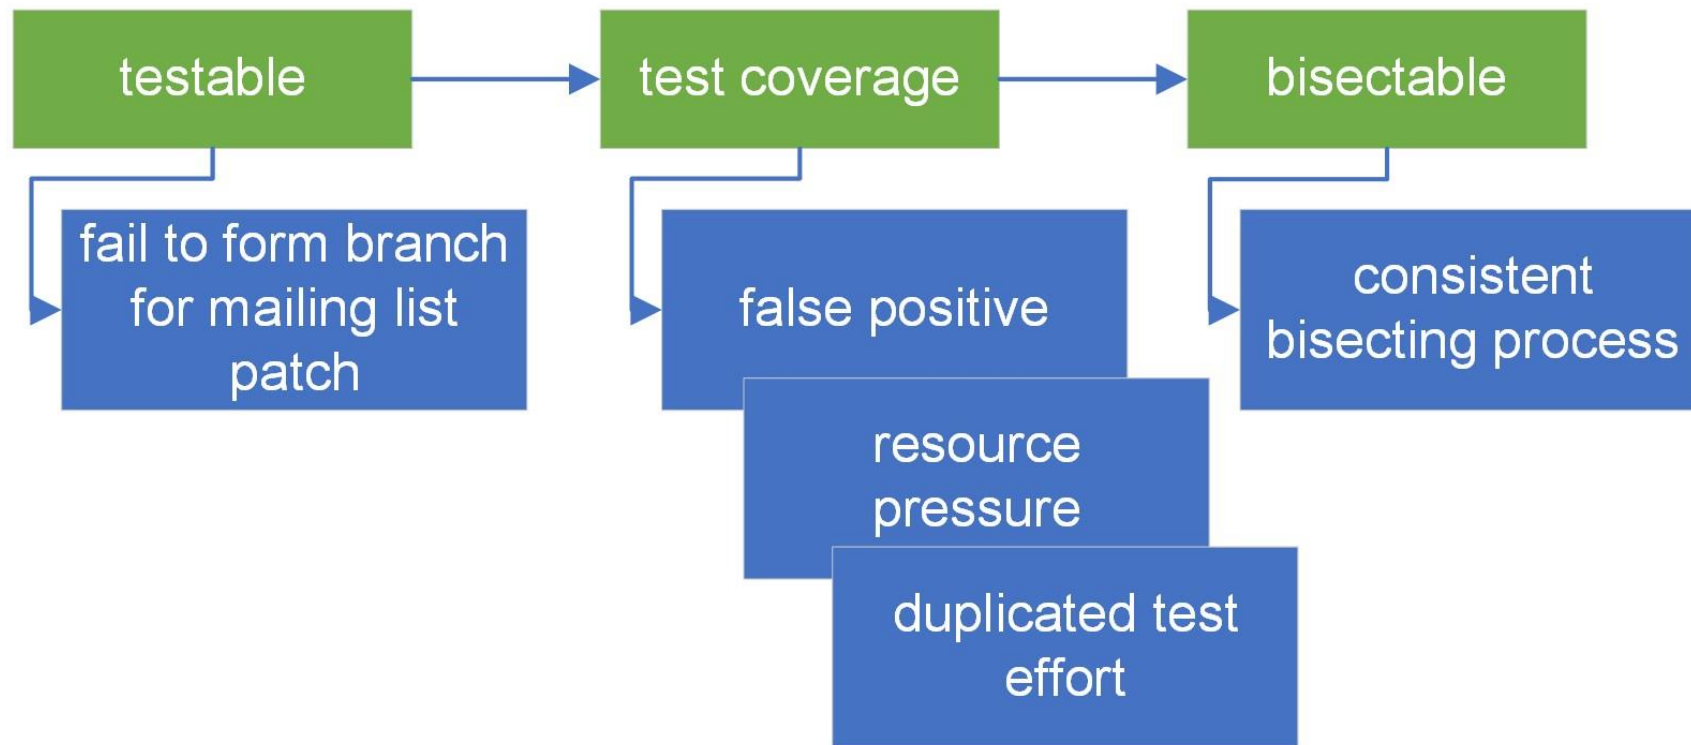 testable
test coverage
bisectable
fail to form branch
for mailing list
patch
false positive
resource
pressure
duplicated test
effort
consistent
bisecting process